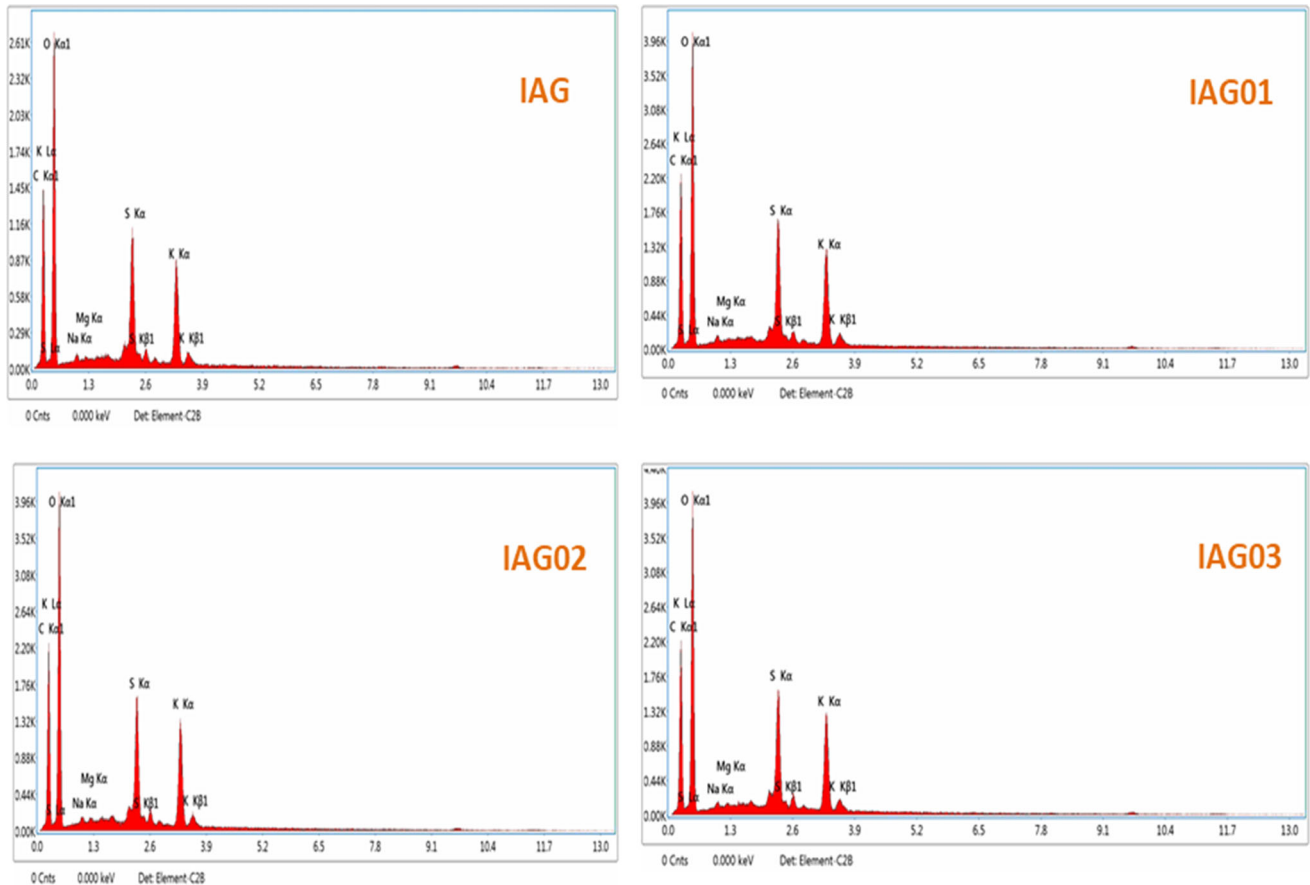 IAG
2.61K
2.32K
2.03K
1.74K
1.45K
1.16K
0.87K
0.58K
0.29K
0.00K
O Kα1
K Lα
C Kα1
S Kα
K Kα
Mg Kα
Na Kα
S Kβ1
K Kβ1
S Lα
0.0 1.3 2.6 3.9 5.2 6.5 7.8 9.1 10.4 11.7 13.0
0 Cnts 0.000 keV Det: Element-C2B
IAG01
3.96K
3.52K
3.08K
2.64K
2.20K
1.76K
1.32K
0.88K
0.44K
0.00K
O Kα1
K Lα
C Kα1
S Kα
K Kα
Mg Kα
Na Kα
S Kβ1
K Kβ1
S Lα
0.0 1.3 2.6 3.9 5.2 6.5 7.8 9.1 10.4 11.7 13.0
0 Cnts 0.000 keV Det: Element-C2B
IAG02
3.96K
3.52K
3.08K
2.64K
2.20K
1.76K
1.32K
0.88K
0.44K
0.00K
O Kα1
K Lα
C Kα1
S Kα
K Kα
Mg Kα
Na Kα
S Kβ1
K Kβ1
S Lα
0.0 1.3 2.6 3.9 5.2 6.5 7.8 9.1 10.4 11.7 13.0
0 Cnts 0.000 keV Det: Element-C2B
IAG03
3.96K
3.52K
3.08K
2.64K
2.20K
1.76K
1.32K
0.88K
0.44K
0.00K
O Kα1
K Lα
C Kα1
S Kα
K Kα
Mg Kα
Na Kα
S Kβ1
K Kβ1
S Lα
0.0 1.3 2.6 3.9 5.2 6.5 7.8 9.1 10.4 11.7 13.0
0 Cnts 0.000 keV Det: Element-C2B